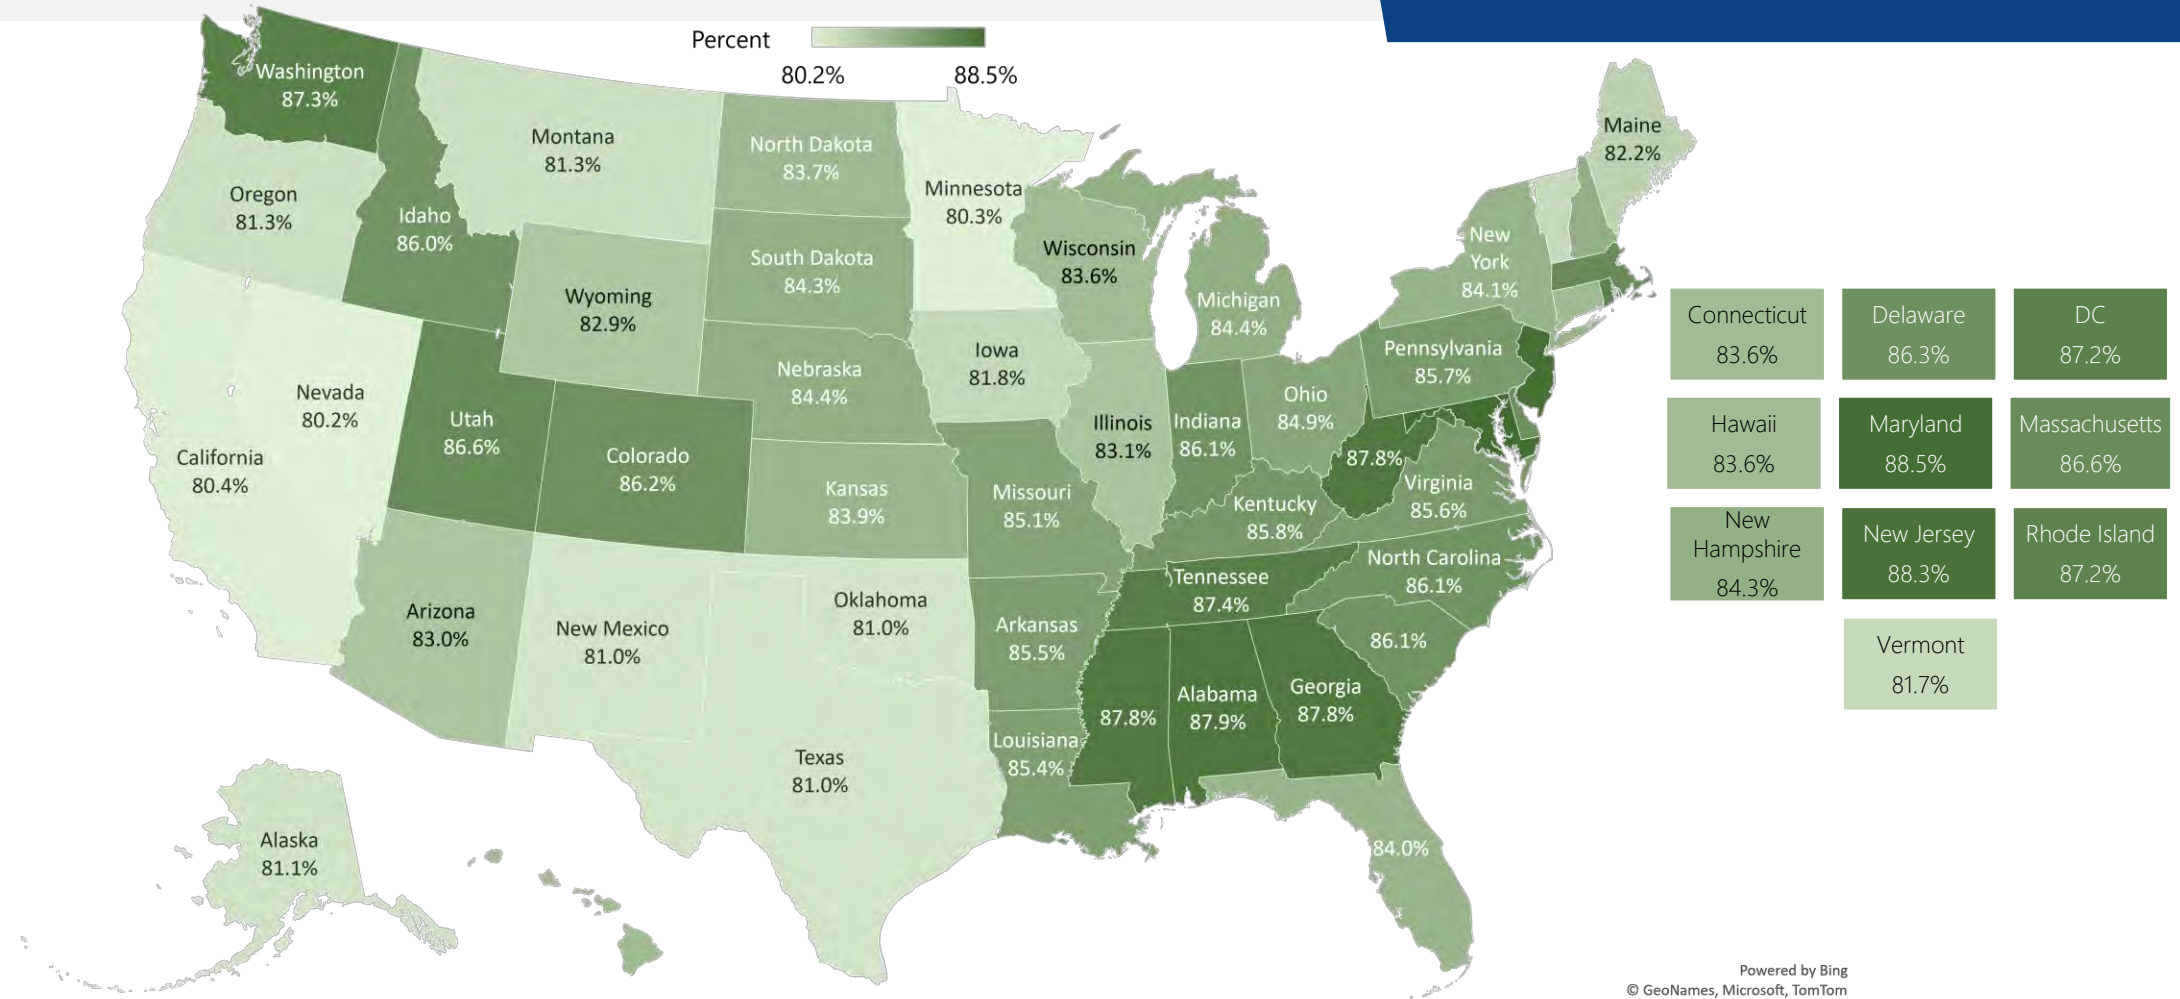 Percent
80.2%
88.5%
Washington
87.3%
Montana
81.3%
North Dakota
83.7%
Minnesota
80.3%
Maine
82.2%
Oregon
81.3%
Idaho
86.0%
South Dakota
84.3%
Wisconsin
83.6%
New
York
84.1%
Wyoming
82.9%
Michigan
84.4%
Nebraska
84.4%
Iowa
81.8%
Pennsylvania
85.7%
Nevada
80.2%
Utah
86.6%
Colorado
86.2%
Illinois
83.1%
Indiana
86.1%
Ohio
84.9%
California
80.4%
Kansas
83.9%
Missouri
85.1%
87.8%
Virginia
85.6%
Kentucky
85.8%
North Carolina
86.1%
Tennessee
87.4%
Arizona
83.0%
New Mexico
81.0%
Oklahoma
81.0%
Arkansas
85.5%
86.1%
87.8%
Alabama
87.9%
Georgia
87.8%
Louisiana
85.4%
Texas
81.0%
Alaska
81.1%
84.0%
Connecticut
83.6%
Delaware
86.3%
DC
87.2%
Hawaii
83.6%
Maryland
88.5%
Massachusetts
86.6%
New
Hampshire
84.3%
New Jersey
88.3%
Rhode Island
87.2%
Vermont
81.7%
Powered by Bing
© GeoNames, Microsoft, TomTom